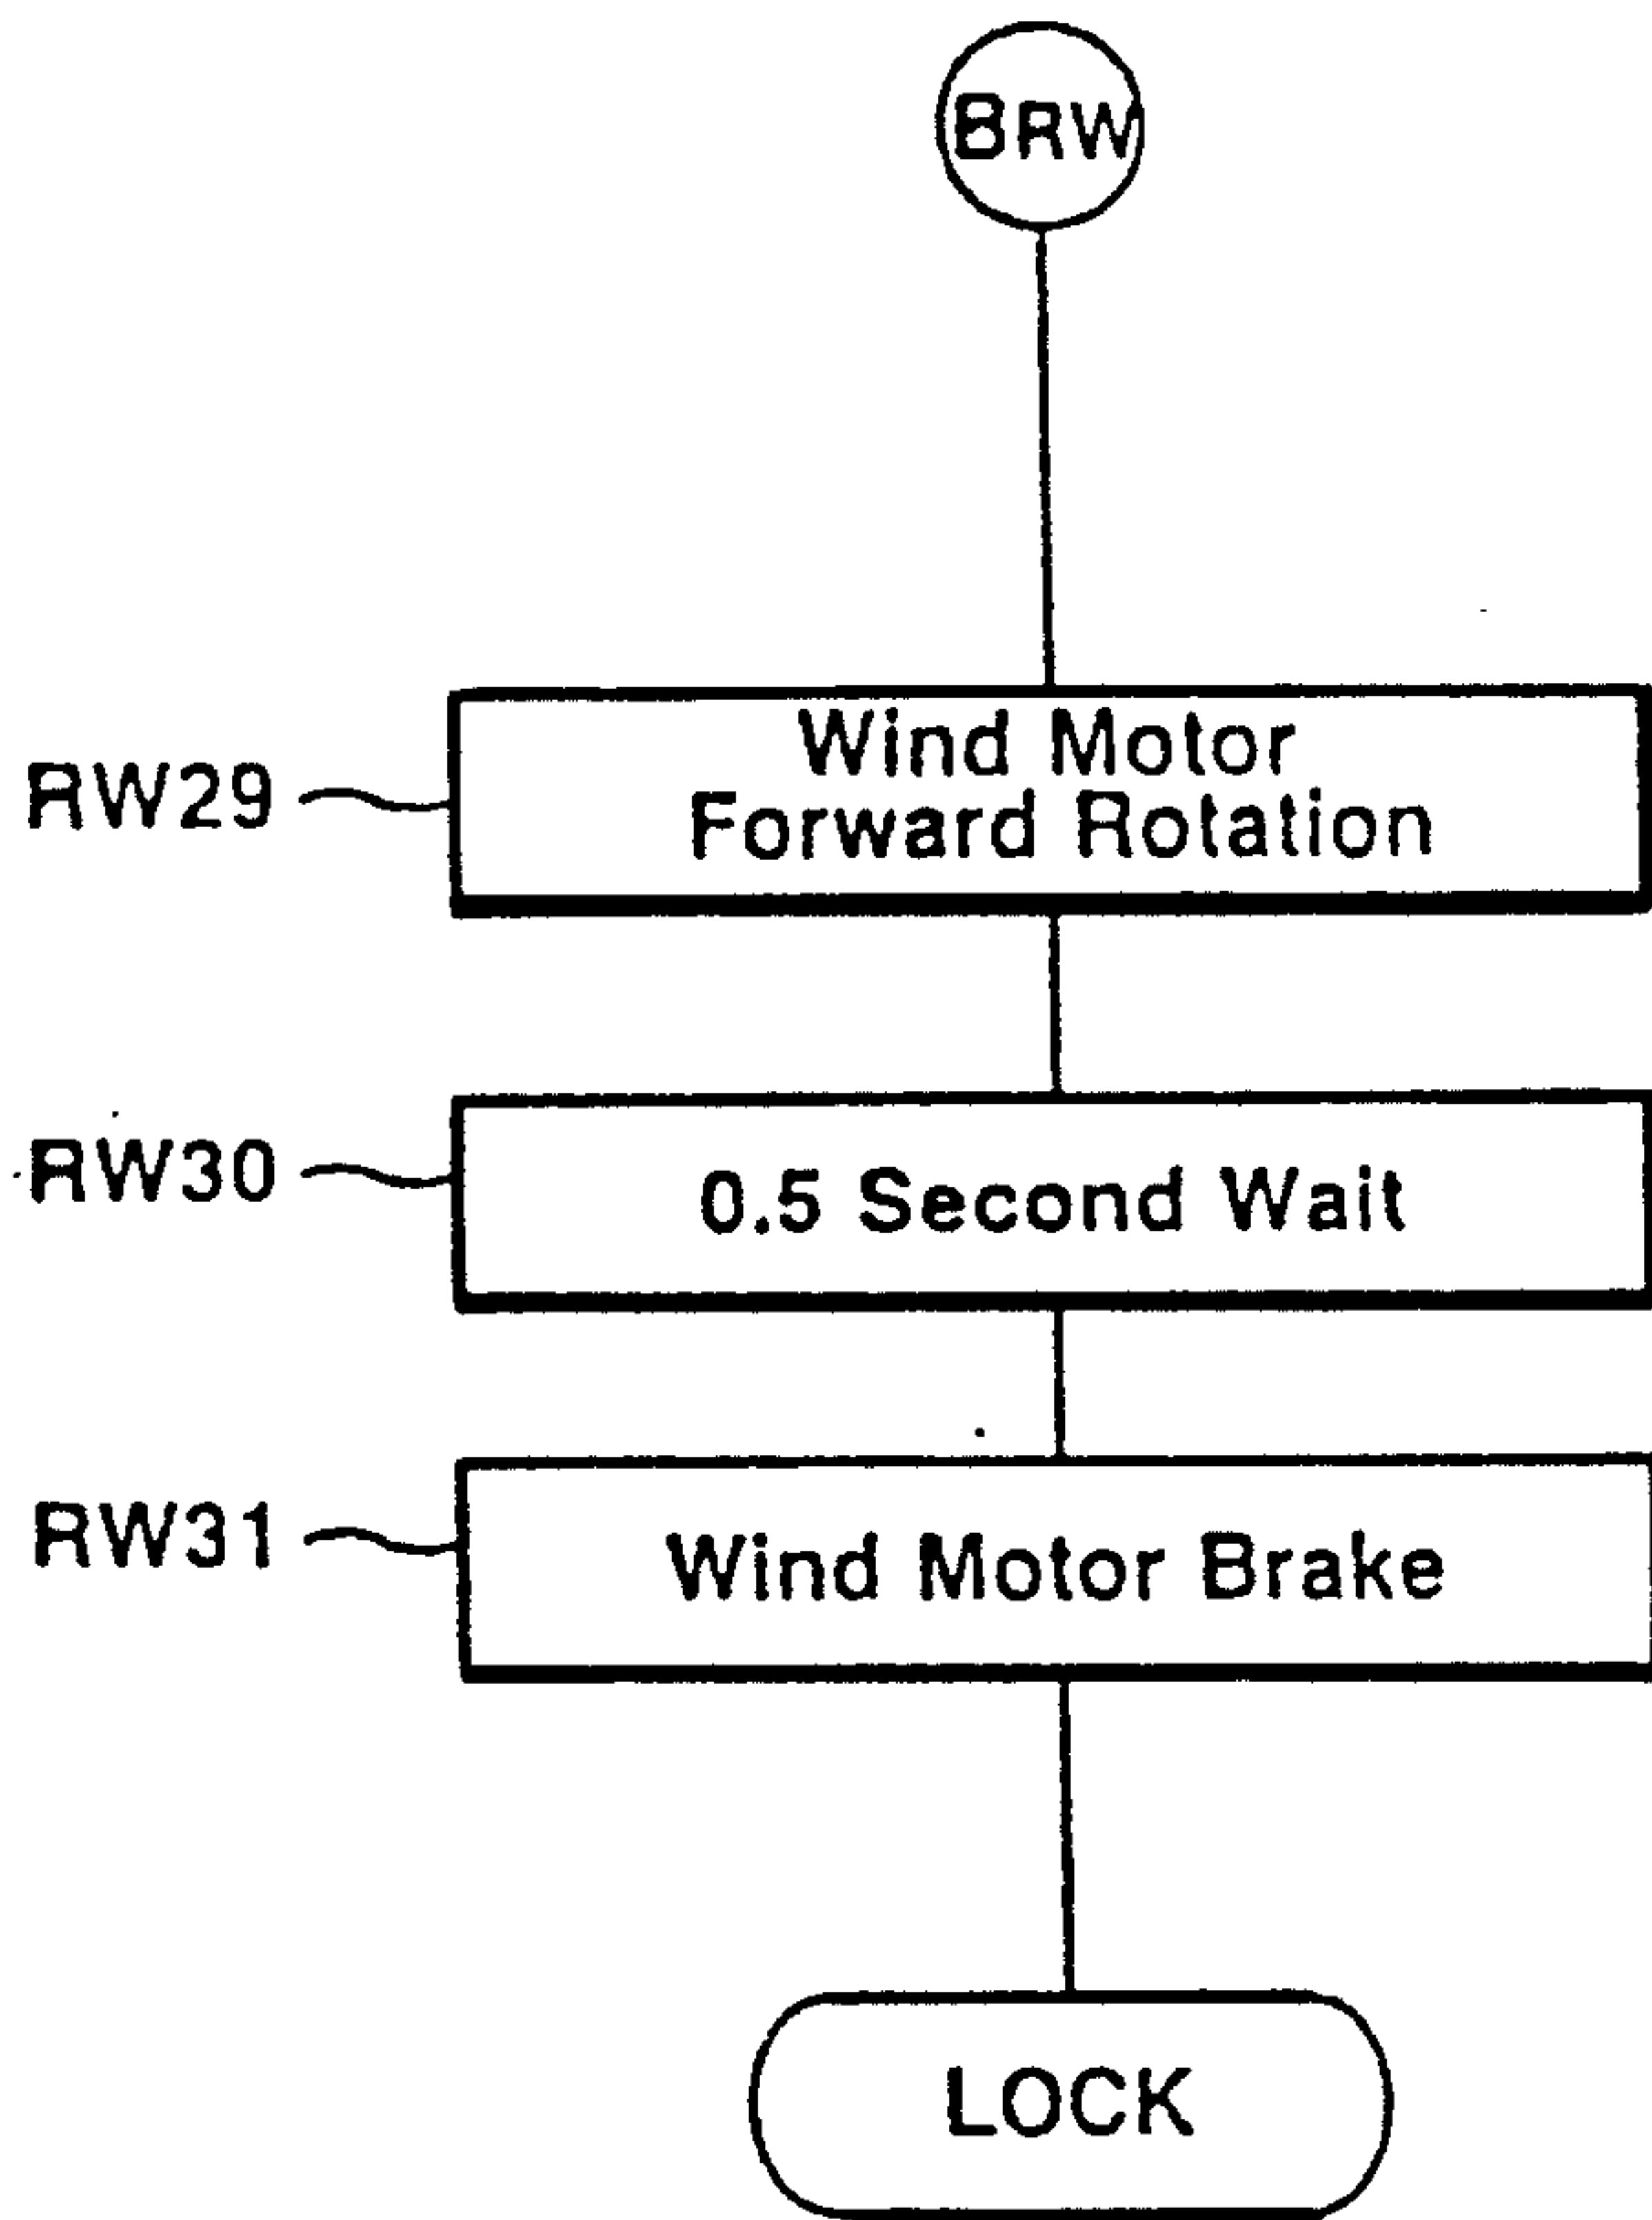 BRW
RW29
Wind Motor
Forward Rotation
RW30
0.5 Second Wait
RW31
Wind Motor Brake
LOCK